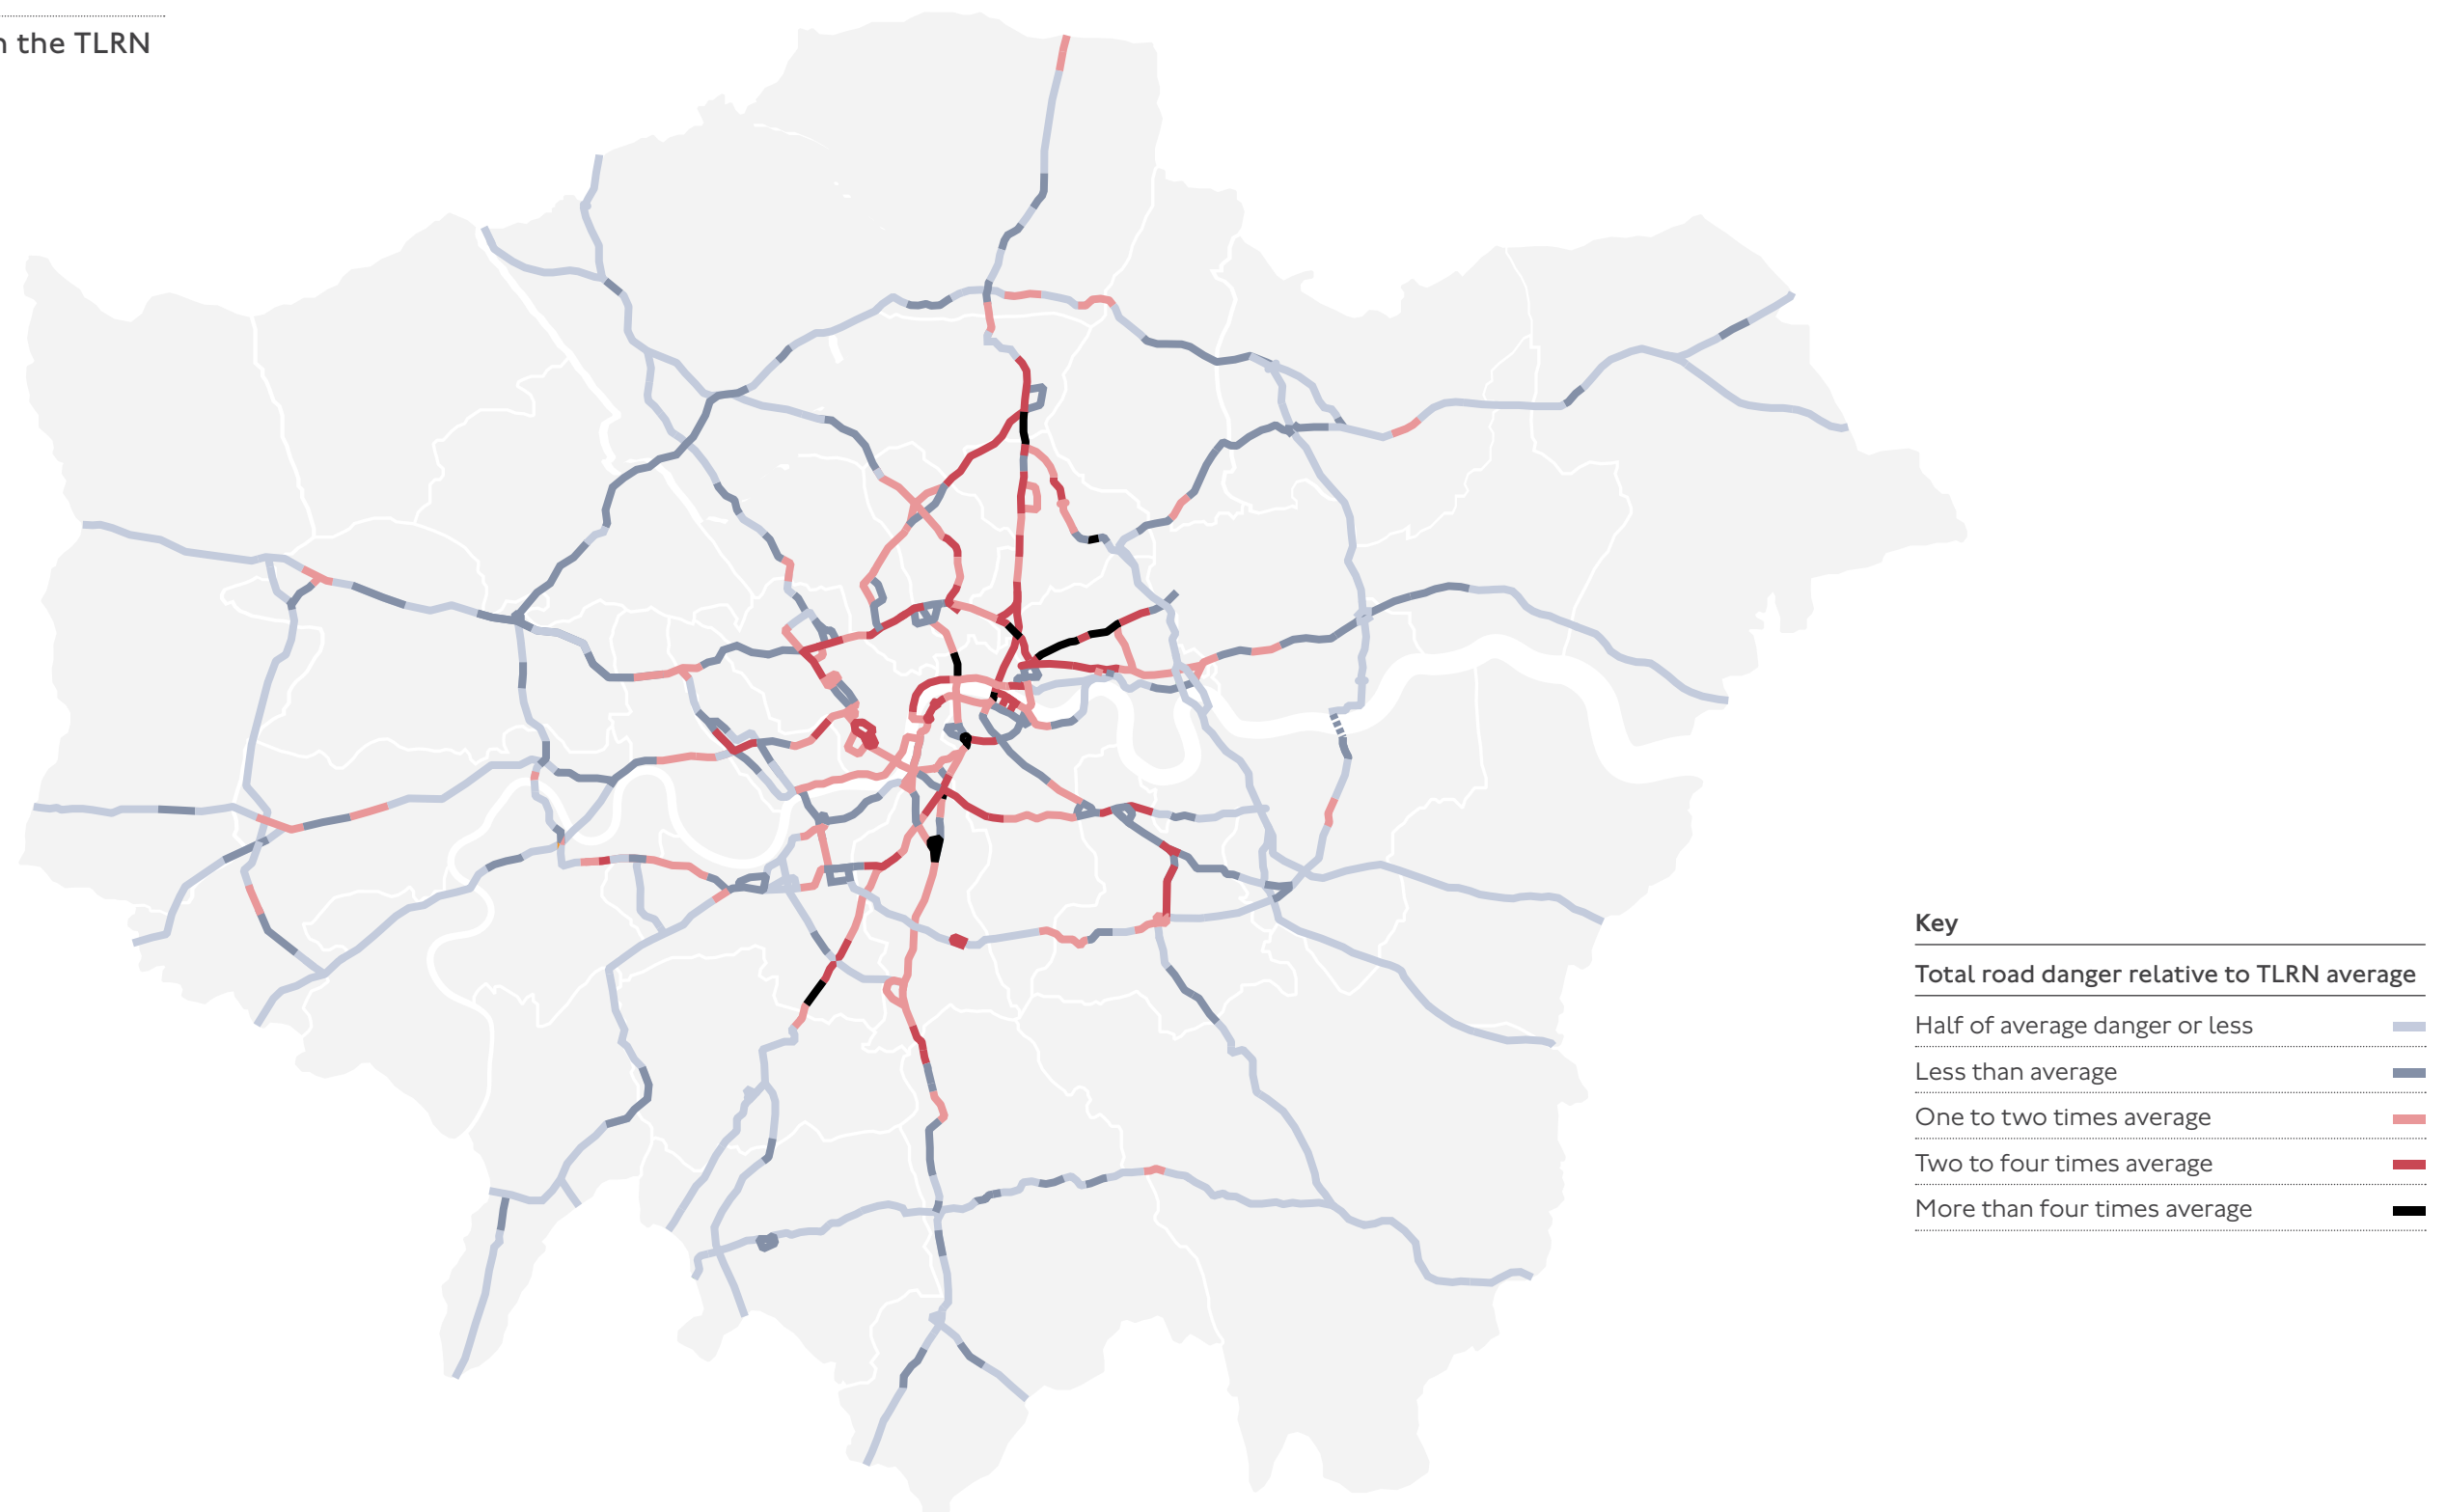 the TLRN
Key
Total road danger relative to TLRN average
Half of average danger or less
Less than average
One to two times average
Two to four times average
More than four times average